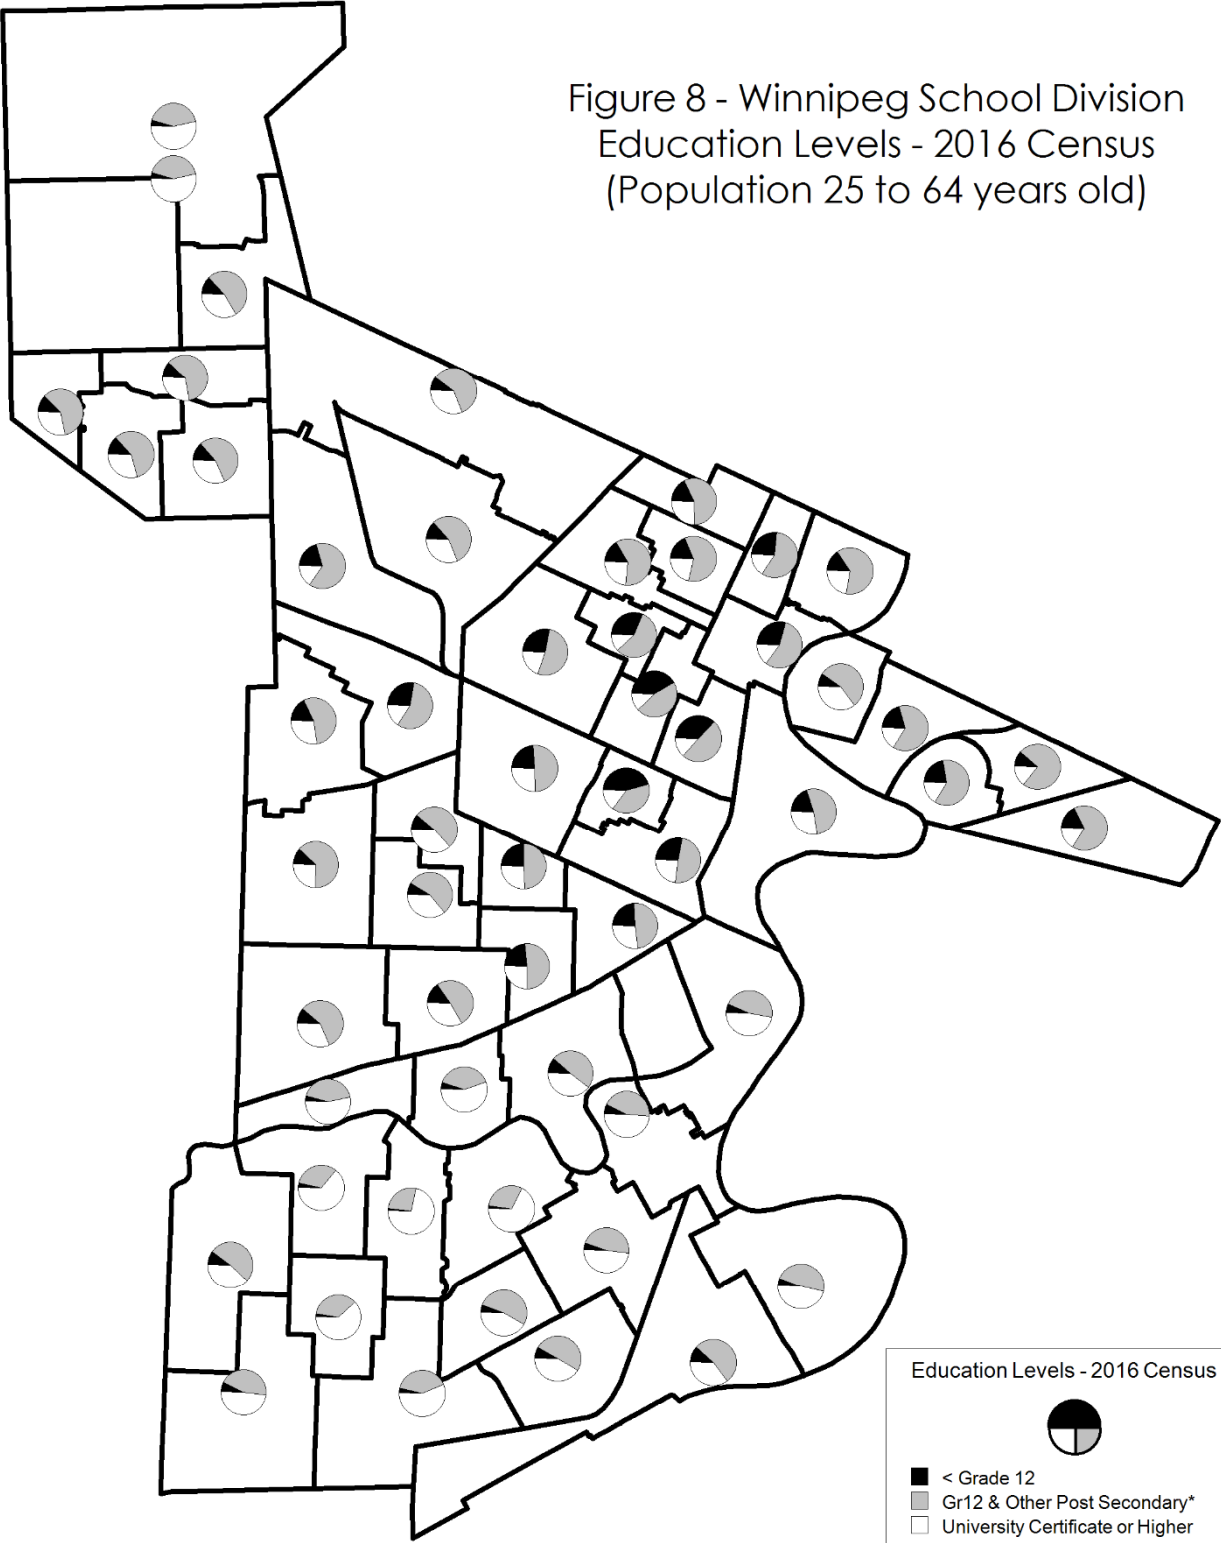 Figure 8 - Winnipeg School Division
Education Levels - 2016 Census
(Population 25 to 64 years old)
Education Levels - 2016 Census
< Grade 12
Gr12 & Other Post Secondary*
University Certificate or Higher